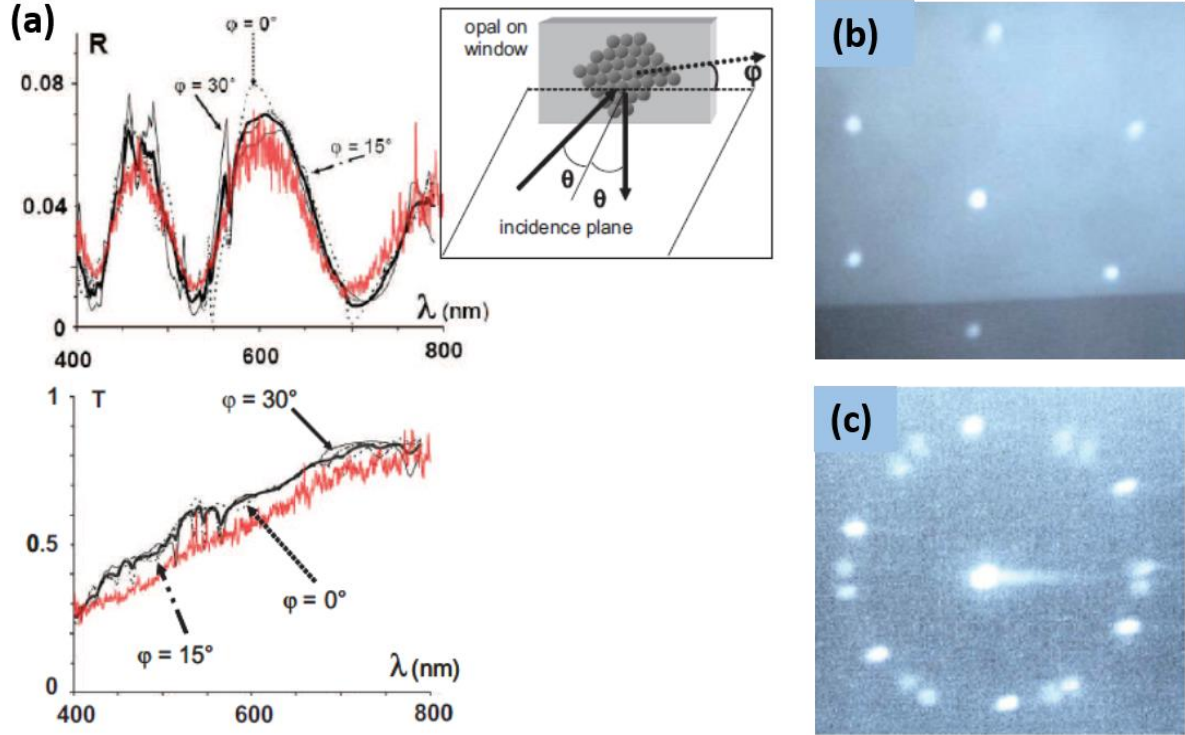 (a)
R
φ = 0°
φ = 30°
φ = 15°
0.08
0.04
0
400
600
800
λ (nm)
opal on
window
φ
θ
θ
incidence plane
1
T
φ = 30°
0.5
φ = 0°
φ = 15°
0
λ (nm)
400
600
800
(b)
(c)